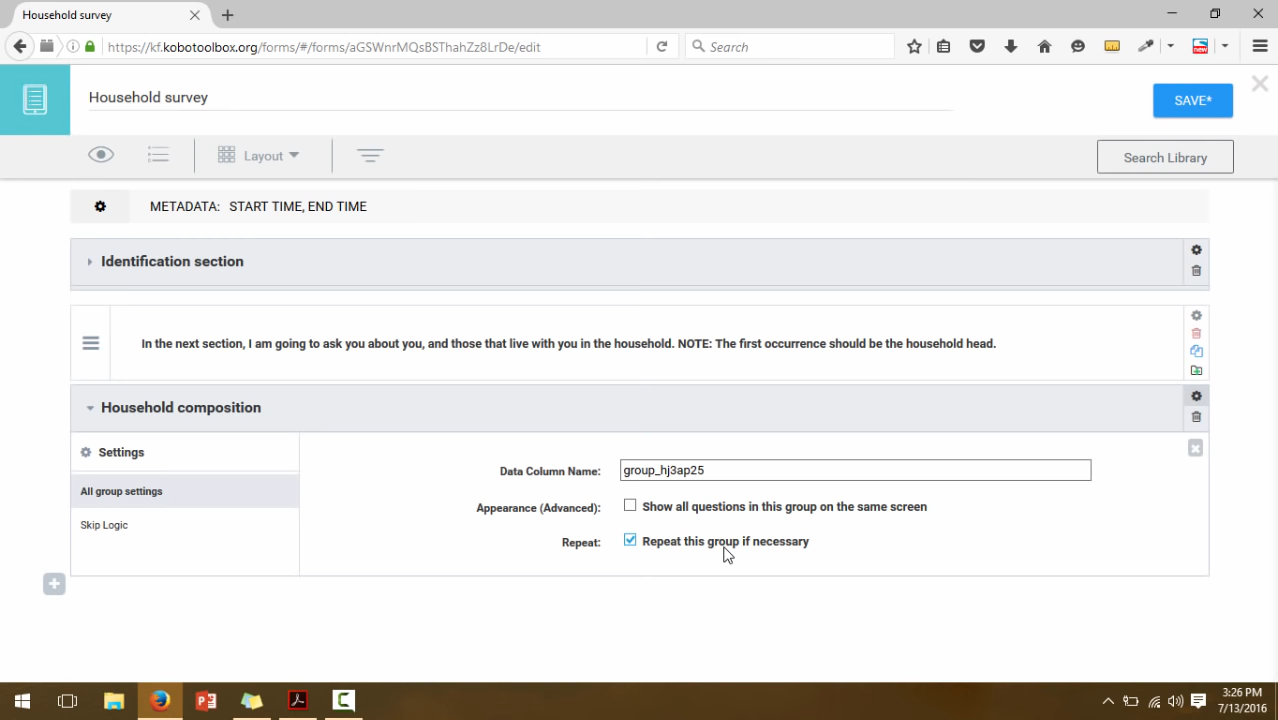 Household survey
https://kf.kobotoolbox.org/forms/#/forms/aGSWnrMQsBSThahZz8LrDe/edit
Search
new
Household survey
SAVE*
Layout
Search Library
METADATA: START TIME, END TIME
Identification section
In the next section, I am going to ask you about you, and those that live with you in the household. NOTE: The first occurrence should be the household head.
Household composition
Settings
All group settings
Skip Logic
Data Column Name: group_hj3ap25
Appearance (Advanced): Show all questions in this group on the same screen
Repeat: Repeat this group if necessary
3:26 PM
7/13/2016